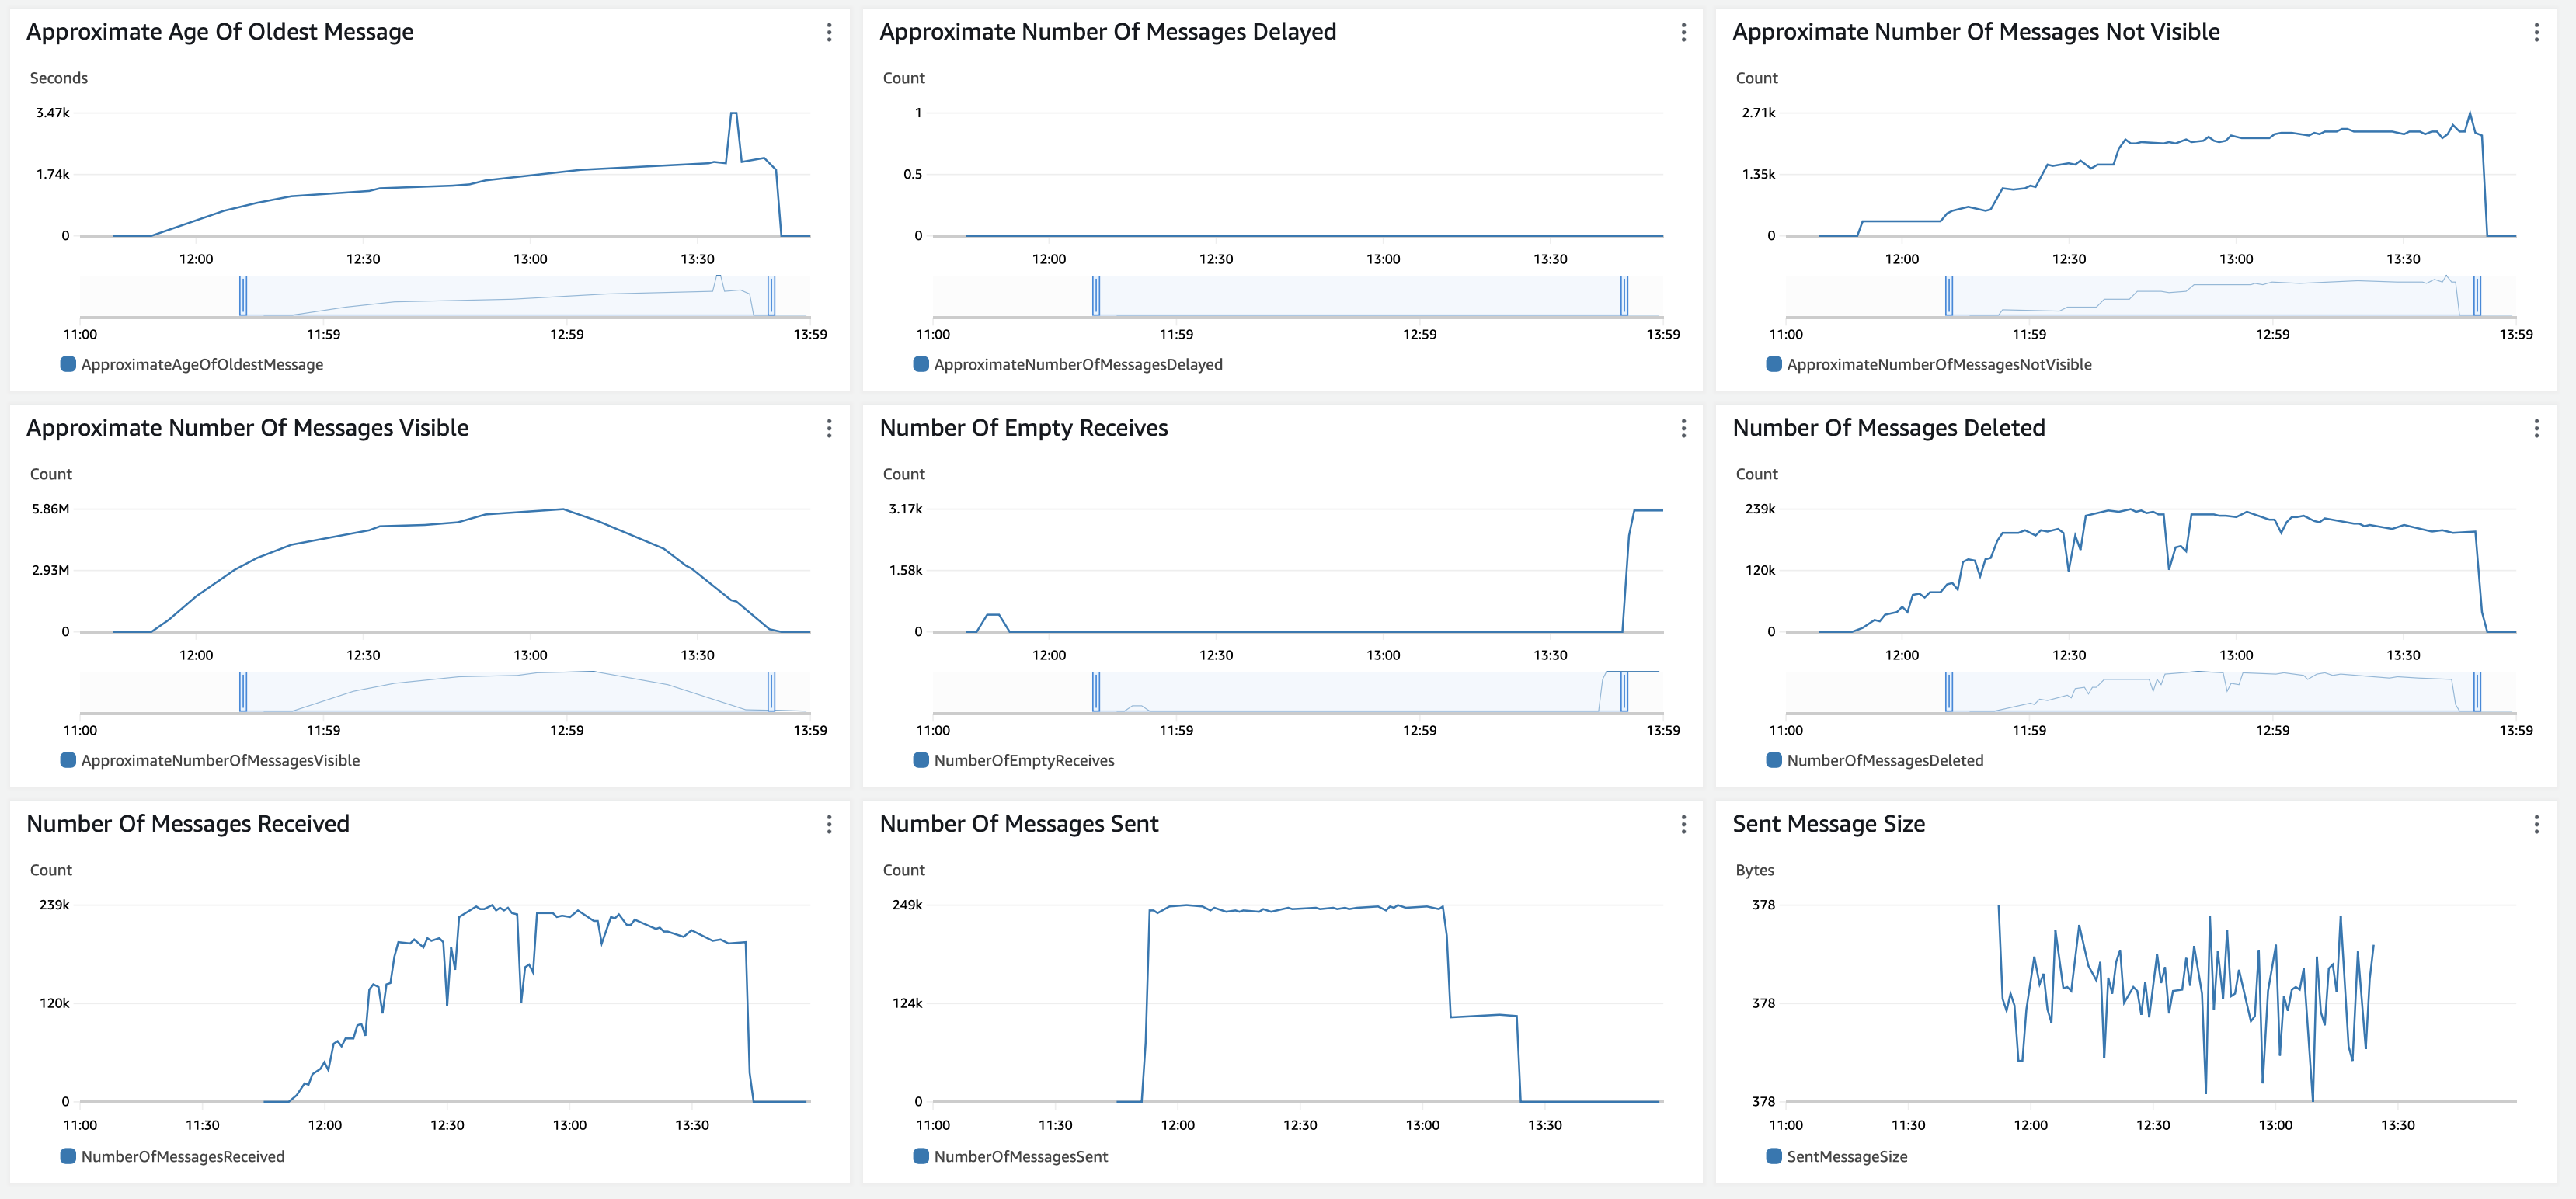 Approximate Age Of Oldest Message
Seconds
3.47k
1.74k
0
12:00 12:30 13:00 13:30
11:00 11:59 12:59 13:59
ApproximateAgeOfOldestMessage
Approximate Number Of Messages Delayed
Count
1
0.5
0
12:00 12:30 13:00 13:30
11:00 11:59 12:59 13:59
ApproximateNumberOfMessagesDelayed
Approximate Number Of Messages Not Visible
Count
2.71k
1.35k
0
12:00 12:30 13:00 13:30
11:00 11:59 12:59 13:59
ApproximateNumberOfMessagesNotVisible
Approximate Number Of Messages Visible
Count
5.86M
2.93M
0
12:00 12:30 13:00 13:30
11:00 11:59 12:59 13:59
ApproximateNumberOfMessagesVisible
Number Of Empty Receives
Count
3.17k
1.58k
0
12:00 12:30 13:00 13:30
11:00 11:59 12:59 13:59
NumberOfEmptyReceives
Number Of Messages Deleted
Count
239k
120k
0
12:00 12:30 13:00 13:30
11:00 11:59 12:59 13:59
NumberOfMessagesDeleted
Number Of Messages Received
Count
239k
120k
0
11:00 11:30 12:00 12:30 13:00 13:30
NumberOfMessagesReceived
Number Of Messages Sent
Count
249k
124k
0
11:00 11:30 12:00 12:30 13:00 13:30
NumberOfMessagesSent
Sent Message Size
Bytes
378
378
378
11:00 11:30 12:00 12:30 13:00 13:30
SentMessageSize